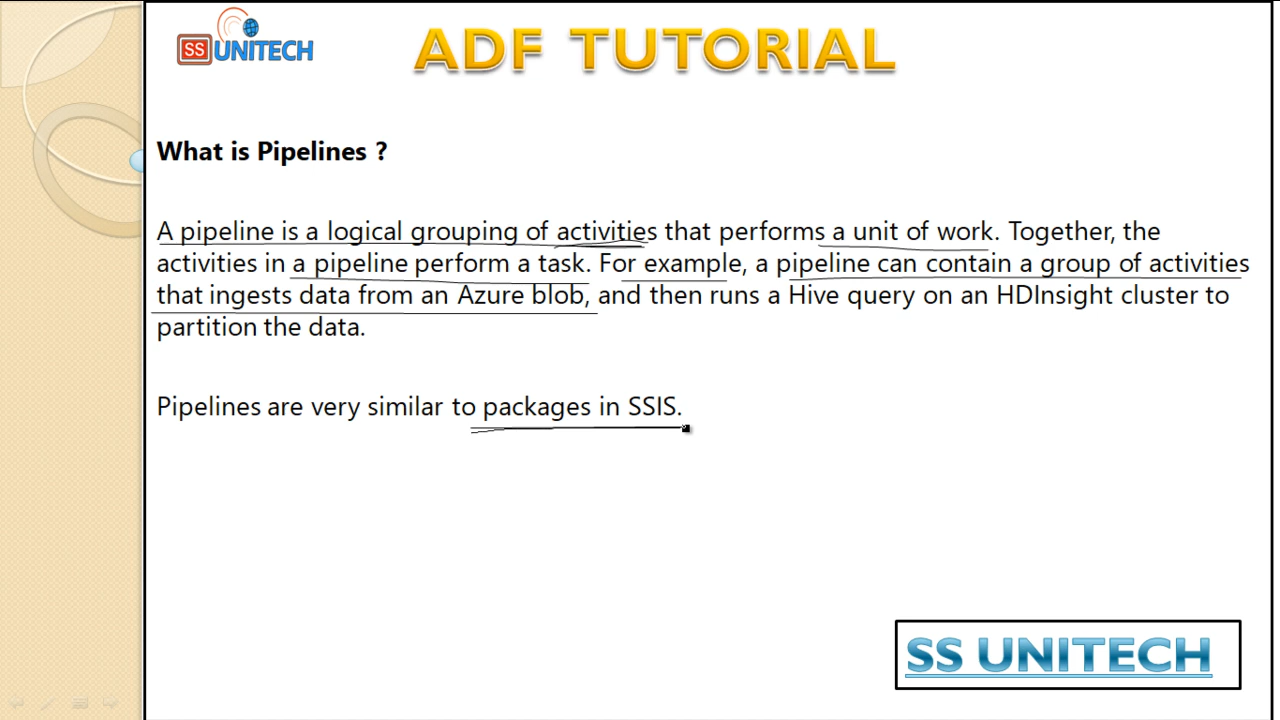 SS UNITECH
ADF TUTORIAL
What is Pipelines ?
A pipeline is a logical grouping of activities that performs a unit of work. Together, the
activities in a pipeline perform a task. For example, a pipeline can contain a group of activities
that ingests data from an Azure blob, and then runs a Hive query on an HDInsight cluster to
partition the data.
Pipelines are very similar to packages in SSIS.
SS UNITECH